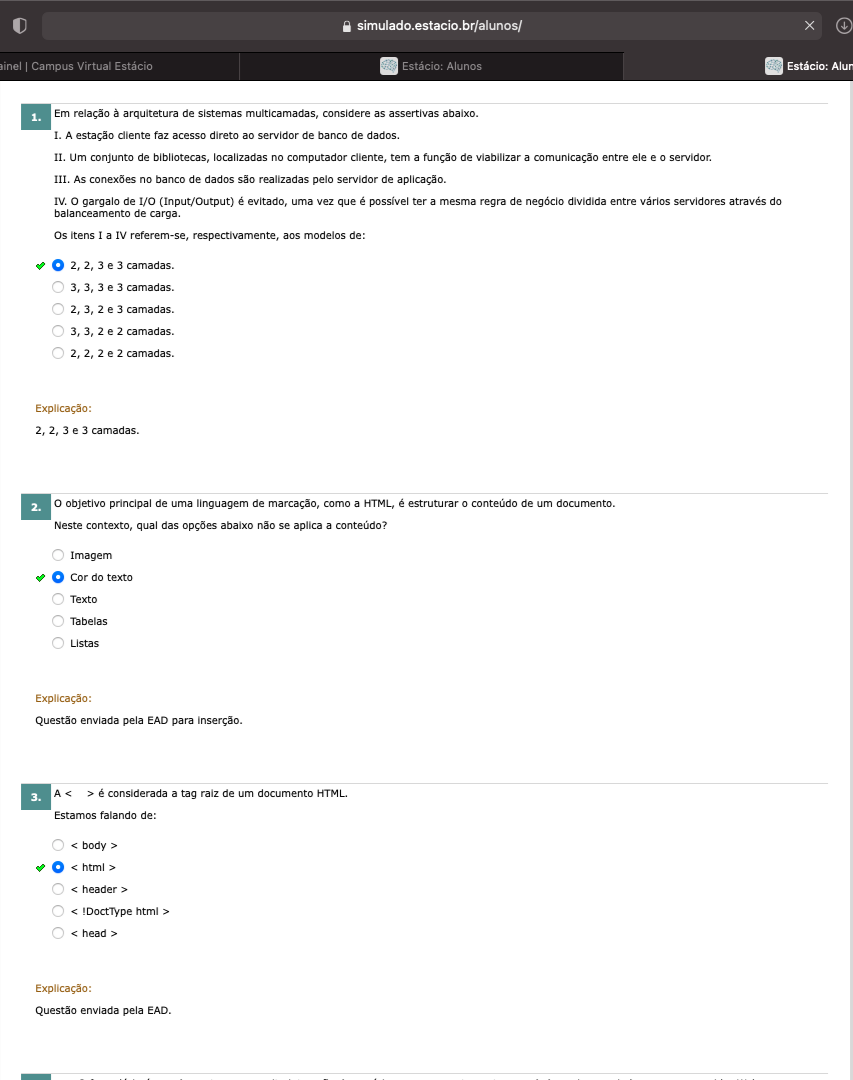 simulado.estacio.br/alunos/
ainel | Campus Virtual Estácio
Estácio: Alunos
Estácio: Alun
1.
Em relação à arquitetura de sistemas multicamadas, considere as assertivas abaixo.
I. A estação cliente faz acesso direto ao servidor de banco de dados.
II. Um conjunto de bibliotecas, localizadas no computador cliente, tem a função de viabilizar a comunicação entre ele e o servidor.
III. As conexões no banco de dados são realizadas pelo servidor de aplicação.
IV. O gargalo de I/O (Input/Output) é evitado, uma vez que é possível ter a mesma regra de negócio dividida entre vários servidores através do
balanceamento de carga.
Os itens I a IV referem-se, respectivamente, aos modelos de:
2, 2, 3 e 3 camadas.
3, 3, 3 e 3 camadas.
2, 3, 2 e 3 camadas.
3, 3, 2 e 2 camadas.
2, 2, 2 e 2 camadas.
Explicação:
2, 2, 3 e 3 camadas.
2.
O objetivo principal de uma linguagem de marcação, como a HTML, é estruturar o conteúdo de um documento.
Neste contexto, qual das opções abaixo não se aplica a conteúdo?
Imagem
Cor do texto
Texto
Tabelas
Listas
Explicação:
Questão enviada pela EAD para inserção.
3.
A < > é considerada a tag raiz de um documento HTML.
Estamos falando de:
< body >
< html >
< header >
< !DoctType html >
< head >
Explicação:
Questão enviada pela EAD.